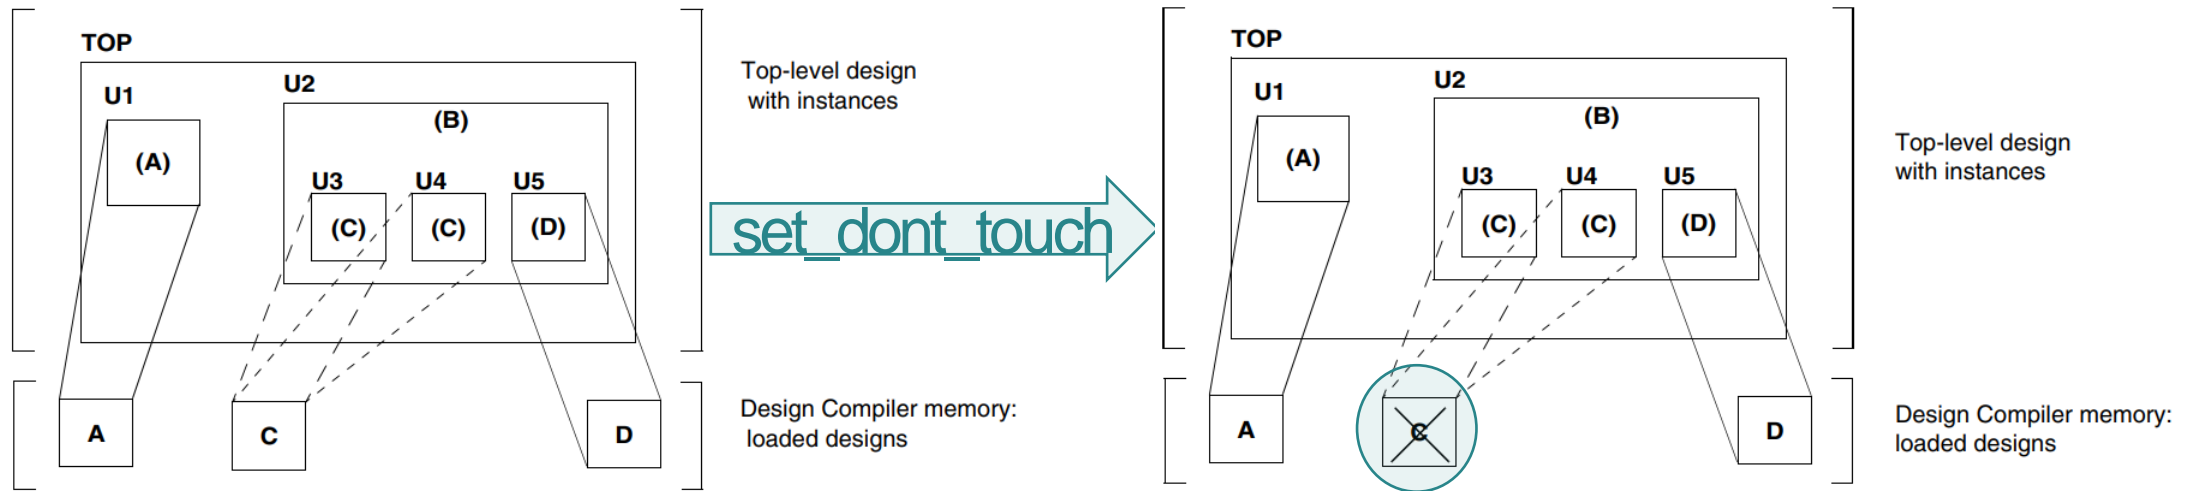 TOP
U1
(A)
U2
(B)
U3
U4
U5
(C)
(C)
(D)
A
C
D
Top-level design
with instances
Design Compiler memory:
loaded designs
set_dont_touch
TOP
U1
(A)
U2
(B)
U3
U4
U5
(C)
(C)
(D)
A
C
D
Top-level design
with instances
Design Compiler memory:
loaded designs